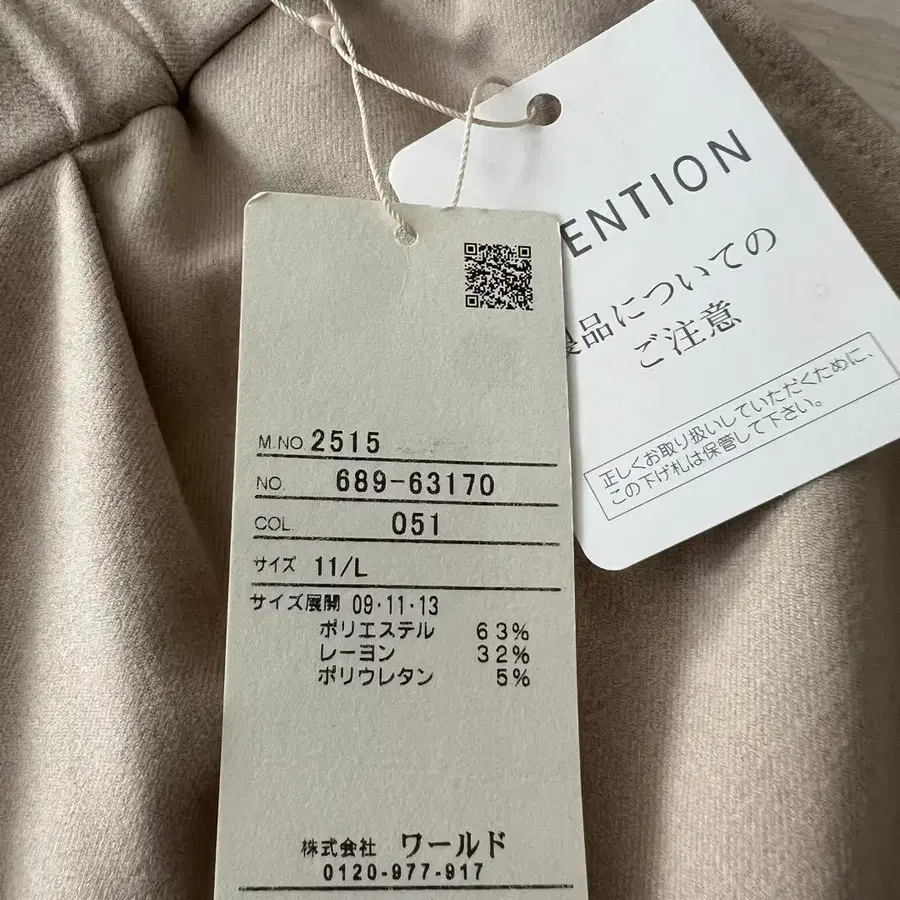 ENTION
製品についての
ご注意
正しくお取り扱いしていただくために、
この下げ札は保管して下さい。
M.NO. 2515
NO. 689-63170
COL. 051
サイズ 11/L
サイズ展開 09・11・13
ポリエステル 63%
レーヨン 32%
ポリウレタン 5%
株式会社 ワールド
0120-977-917